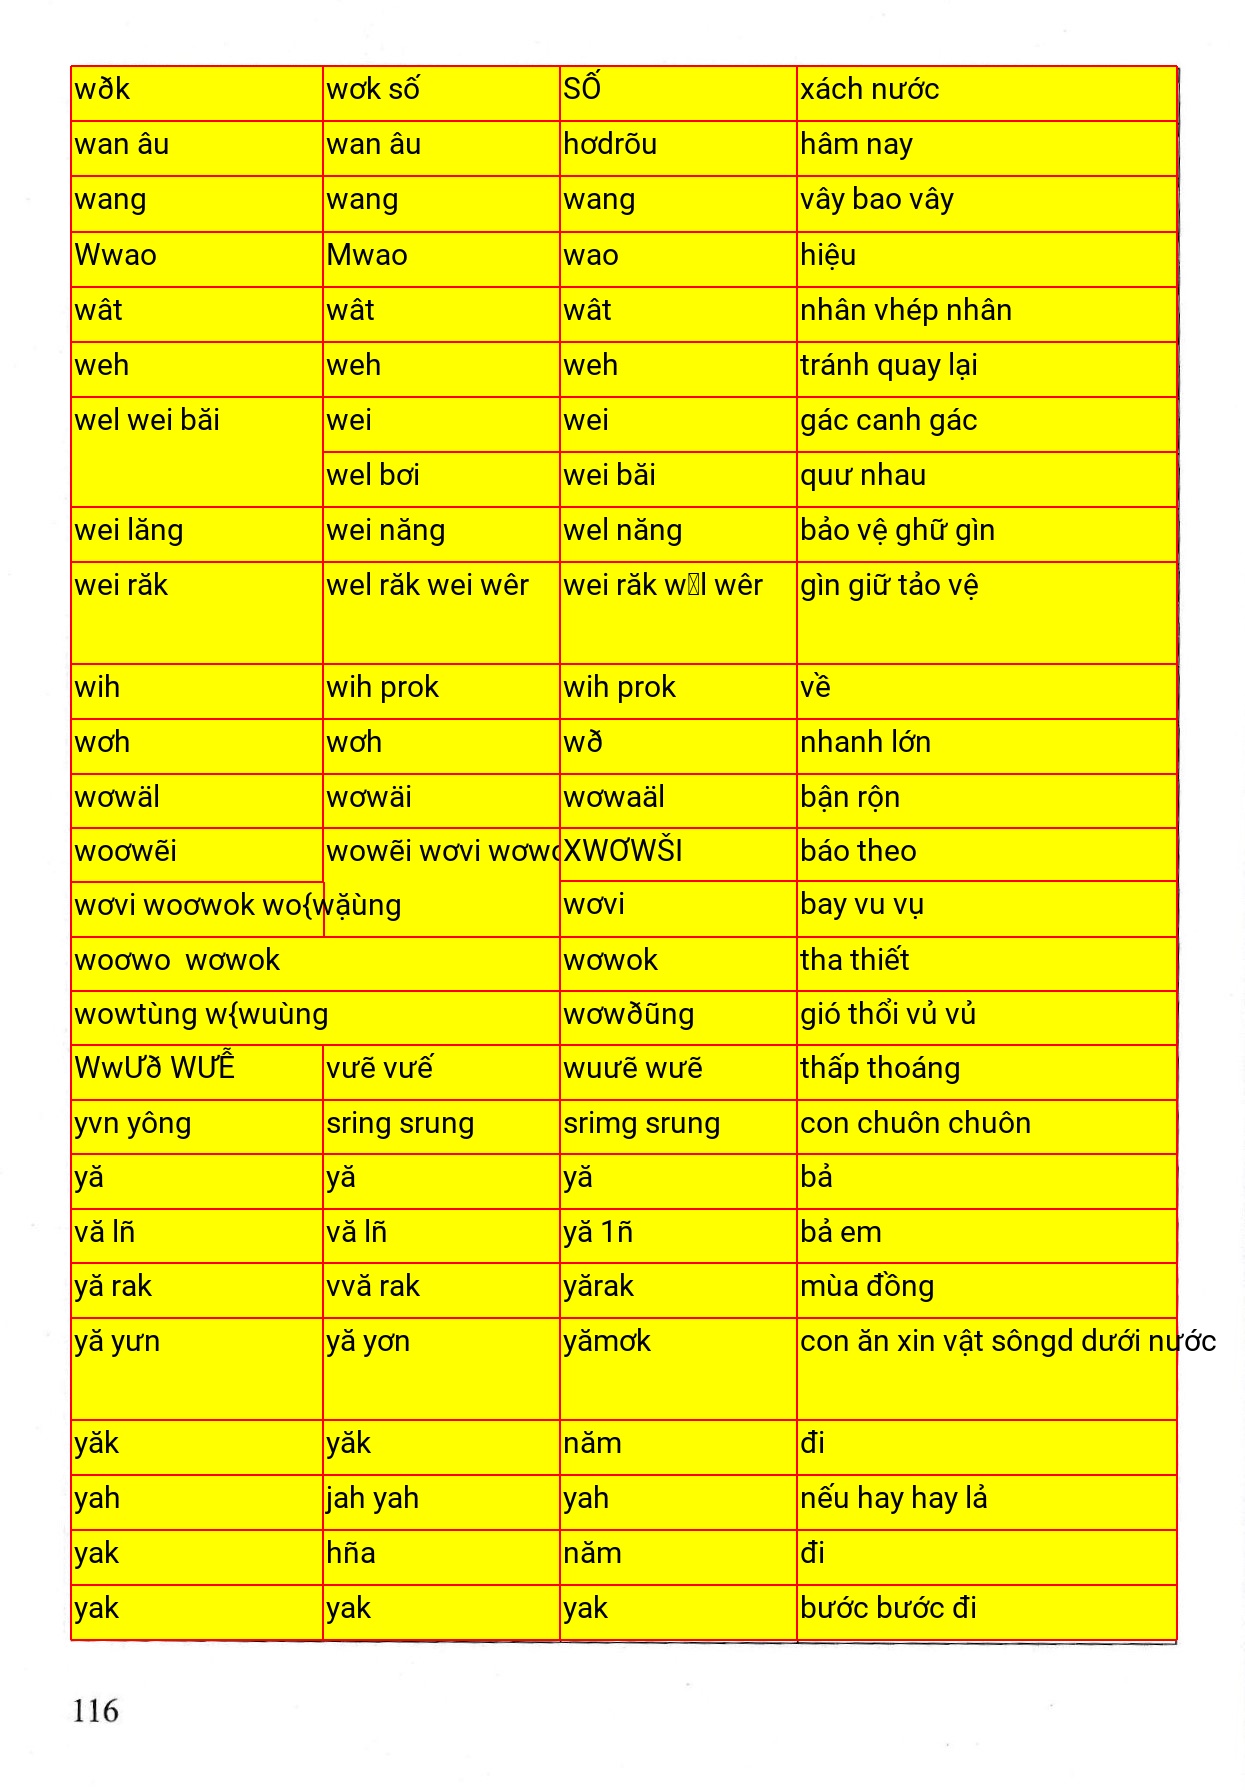 wðk wơk số SỐ xách nước
wan âu wan âu hơdrõu hâm nay
wang wang wang vây bao vây
Wwao Mwao wao hiệu
wât wât wât nhân vhép nhân
weh weh weh tránh quay lại
wel wei băi wei wei gác canh gác
wel bơi wei băi quư nhau
wei lăng wei năng wel năng bảo vệ ghữ gìn
wei răk wel răk wei wêr wei răk wêr gìn giữ tảo vệ
wih wih prok wih prok về
wơh wơh wð nhanh lớn
wơwäl wơwäi wơwaäl bận rộn
woơwẽi wowẽi wơvi XWƠWŠI báo theo
wơvi woơwok wo{wặùng wơvi bay vu vụ
woơwo wơwok wơwok tha thiết
wowtùng w{wuùng wơwðũng gió thổi vủ vủ
WwƯð WƯỄ vưẽ vưế wuưẽ wưẽ thấp thoáng
yvn yông sring srung srimg srung con chuôn chuôn
yă yă yă bả
vă lñ vă lñ yă 1ñ bả em
yă rak vvă rak yărak mùa đồng
yă yưn yă yơn yămơk con ăn xin vật sôngd dưới nước
yăk yăk năm đi
yah jah yah yah nếu hay hay lả
yak hña năm đi
yak yak yak bước bước đi
116